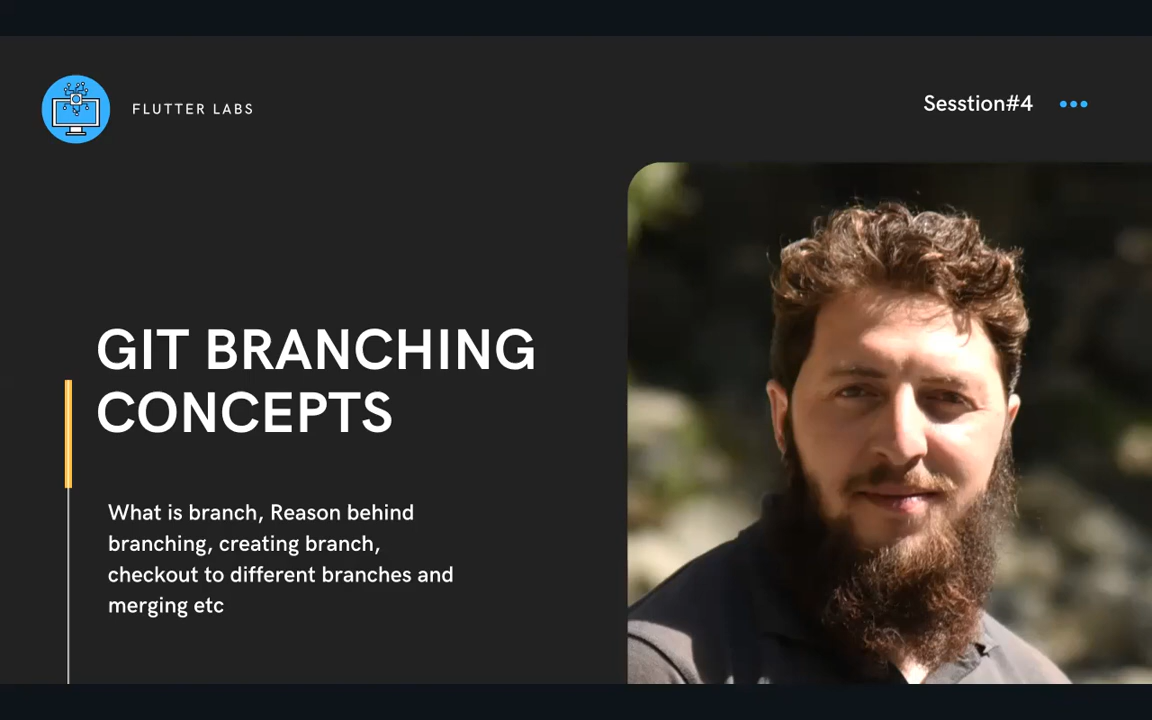 FLUTTER LABS
Sesstion#4
GIT BRANCHING
CONCEPTS
What is branch, Reason behind
branching, creating branch,
checkout to different branches and
merging etc